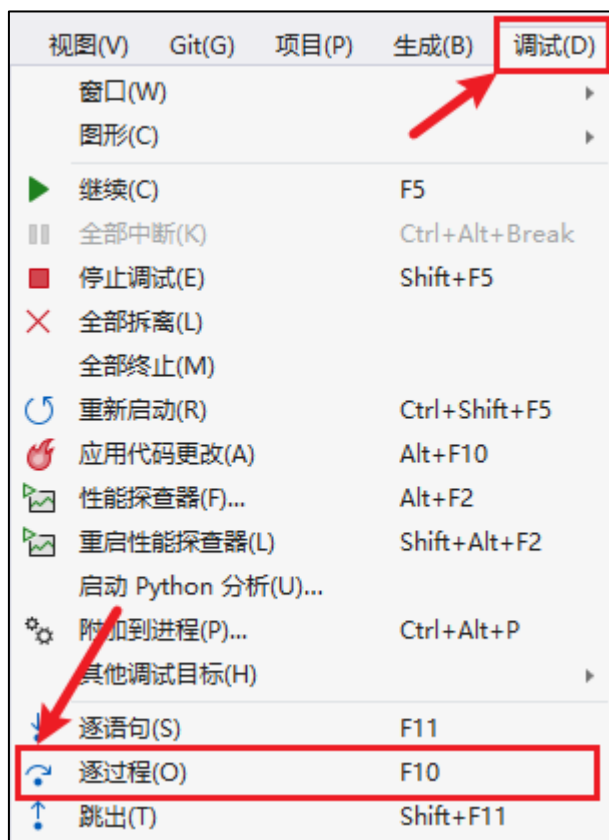 视图(V) Git(G) 项目(P) 生成(B) 调试(D)
窗口(W)
图形(C)
继续(C) F5
全部中断(K) Ctrl+Alt+Break
停止调试(E) Shift+F5
全部拆离(L)
全部终止(M)
重新启动(R) Ctrl+Shift+F5
应用代码更改(A) Alt+F10
性能探查器(F)... Alt+F2
重启性能探查器(L) Shift+Alt+F2
启动 Python 分析(U)...
附加到进程(P)... Ctrl+Alt+P
其他调试目标(H)
逐语句(S) F11
逐过程(O) F10
跳出(T) Shift+F11